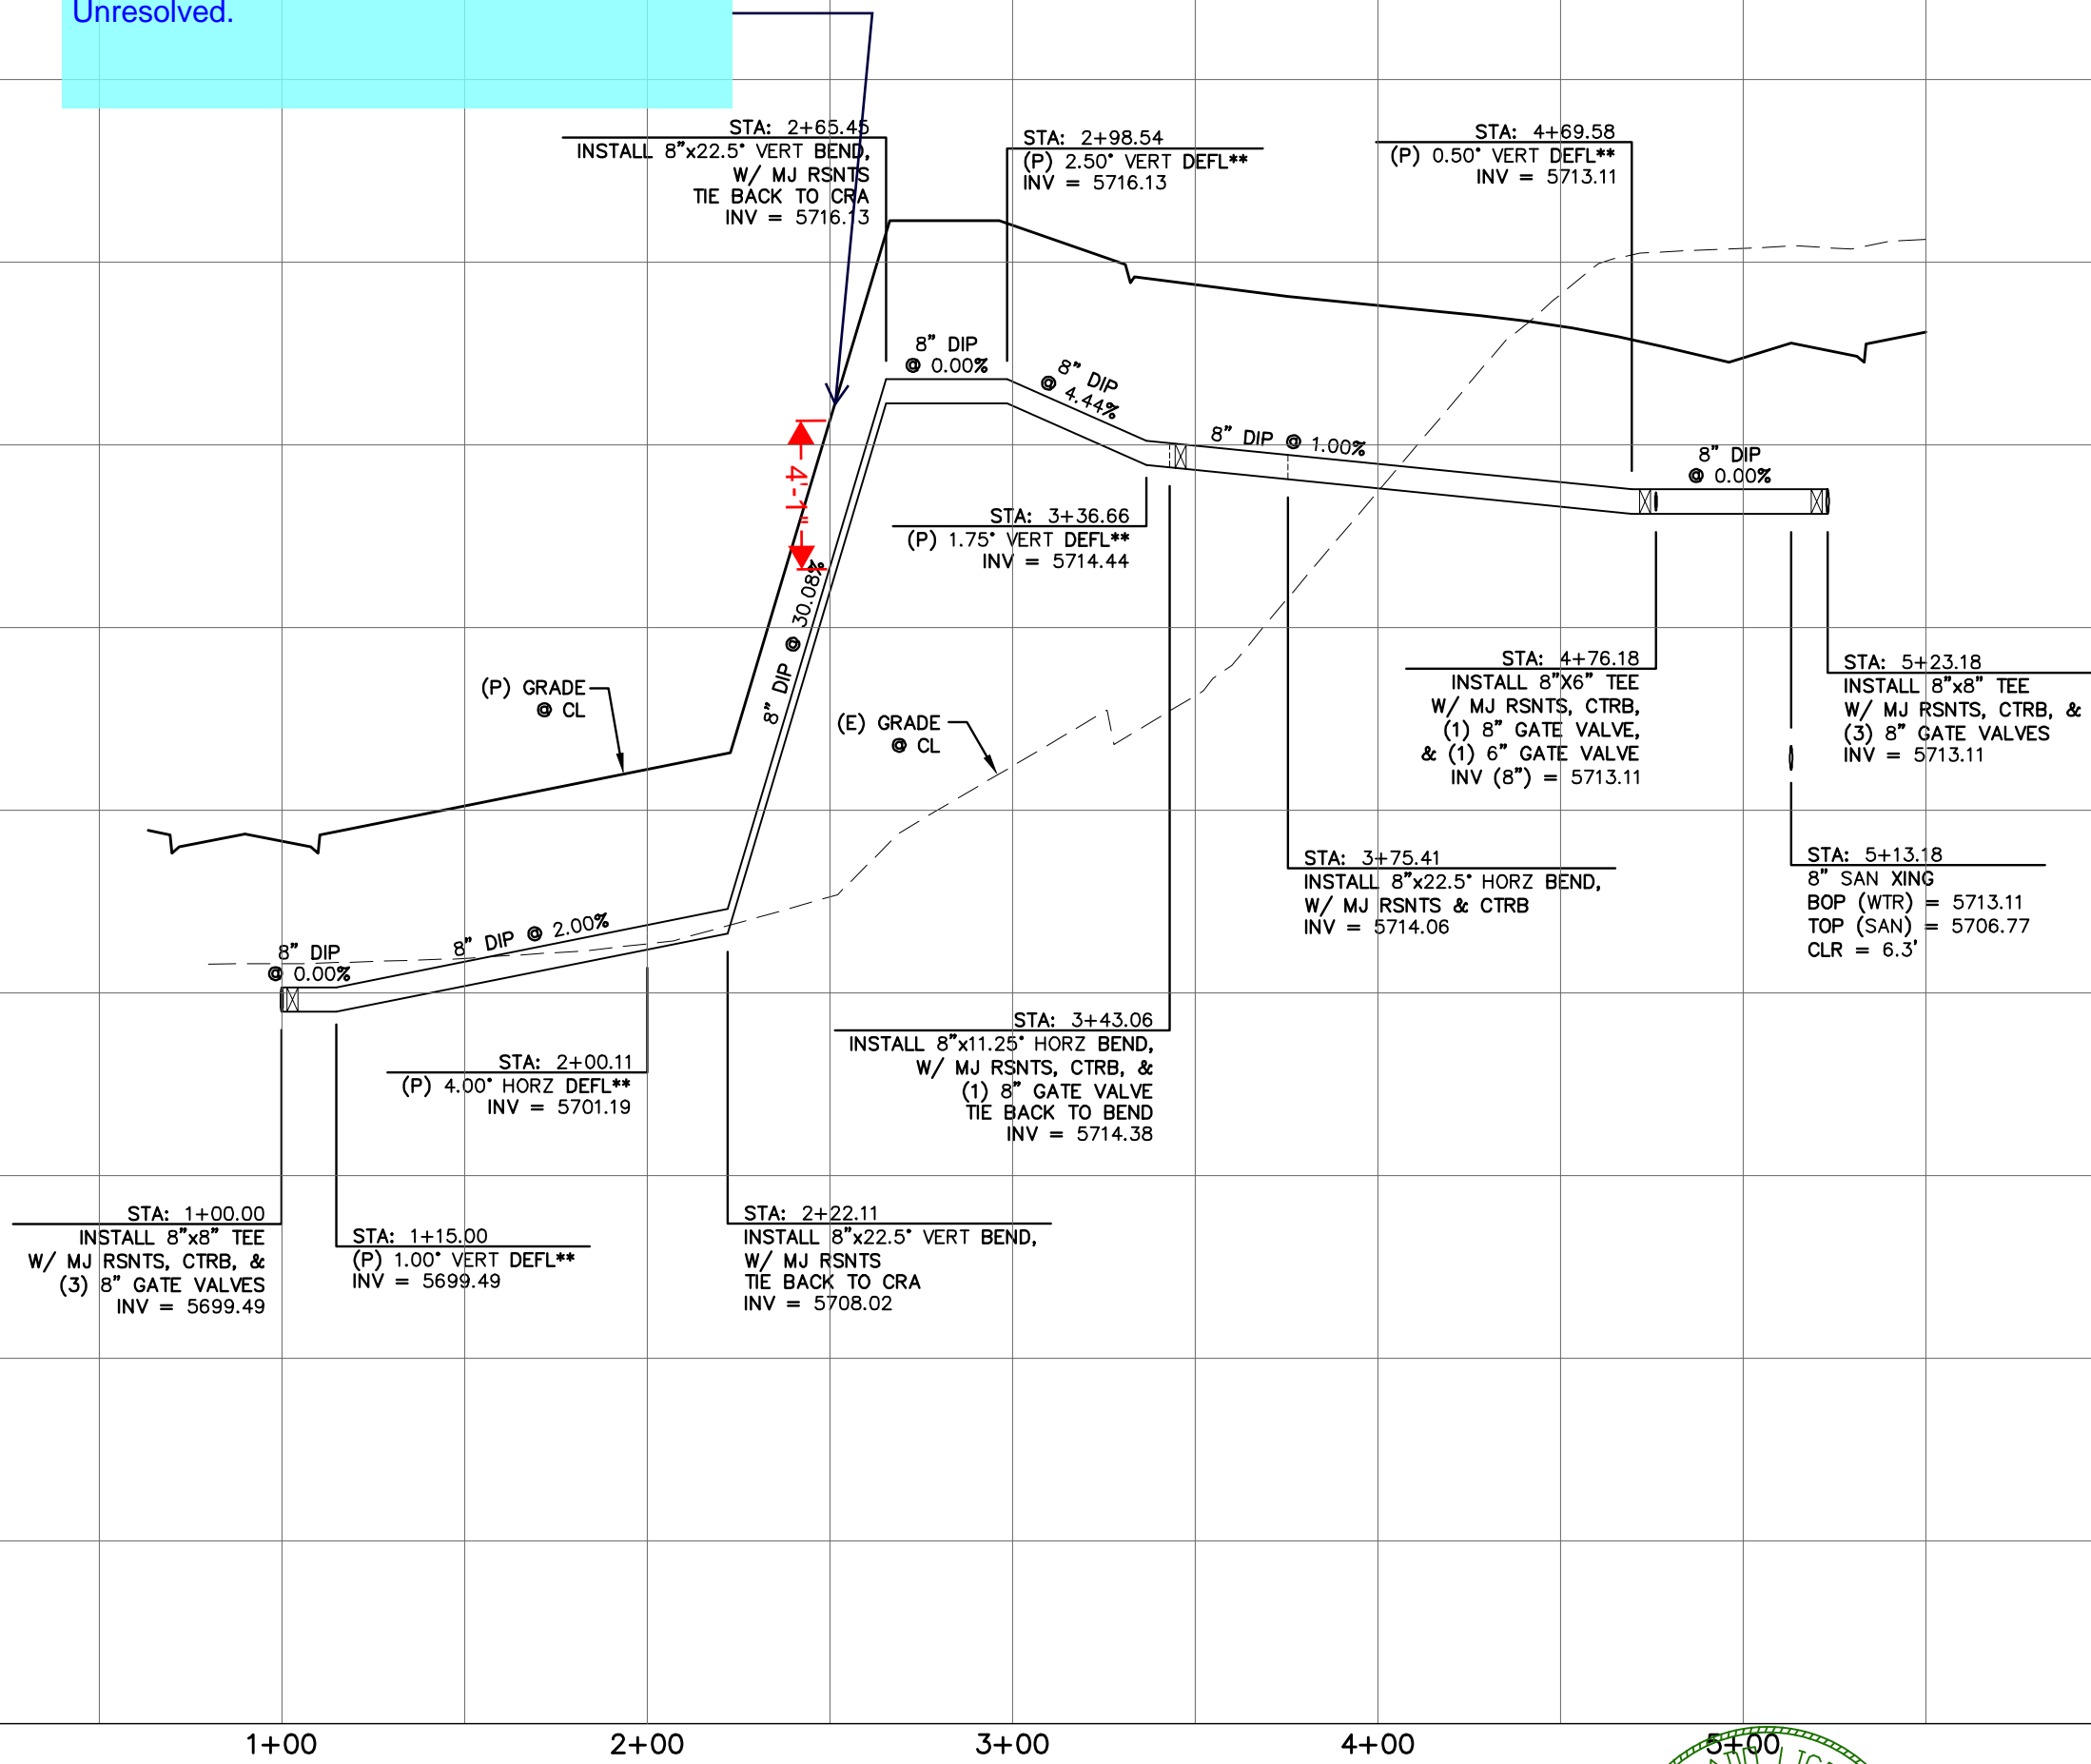 Unresolved.
STA: 2+65.45
INSTALL 8"x22.5° VERT BEND,
W/ MJ RSNTS
TIE BACK TO CRA
INV = 5716.13
STA: 2+98.54
(P) 2.50° VERT DEFL**
INV = 5716.13
STA: 4+69.58
(P) 0.50° VERT DEFL**
INV = 5713.11
8" DIP
@ 0.00%
8" DIP
@ 4.44%
8" DIP @ 1.00%
8" DIP
@ 0.00%
4'-1"
STA: 3+36.66
(P) 1.75° VERT DEFL**
INV = 5714.44
8" DIP @ 30.08%
(P) GRADE
@ CL
(E) GRADE
@ CL
STA: 4+76.18
INSTALL 8"X6" TEE
W/ MJ RSNTS, CTRB,
(1) 8" GATE VALVE,
& (1) 6" GATE VALVE
INV (8") = 5713.11
STA: 5+23.18
INSTALL 8"x8" TEE
W/ MJ RSNTS, CTRB, &
(3) 8" GATE VALVES
INV = 5713.11
STA: 3+75.41
INSTALL 8"x22.5° HORZ BEND,
W/ MJ RSNTS & CTRB
INV = 5714.06
STA: 5+13.18
8" SAN XING
BOP (WTR) = 5713.11
TOP (SAN) = 5706.77
CLR = 6.3'
8" DIP
@ 0.00%
8" DIP @ 2.00%
STA: 2+00.11
(P) 4.00° HORZ DEFL**
INV = 5701.19
STA: 3+43.06
INSTALL 8"x11.25° HORZ BEND,
W/ MJ RSNTS, CTRB, &
(1) 8" GATE VALVE
TIE BACK TO BEND
INV = 5714.38
STA: 1+00.00
INSTALL 8"x8" TEE
W/ MJ RSNTS, CTRB, &
(3) 8" GATE VALVES
INV = 5699.49
STA: 1+15.00
(P) 1.00° VERT DEFL**
INV = 5699.49
STA: 2+22.11
INSTALL 8"x22.5° VERT BEND,
W/ MJ RSNTS
TIE BACK TO CRA
INV = 5708.02
1+00
2+00
3+00
4+00
5+00